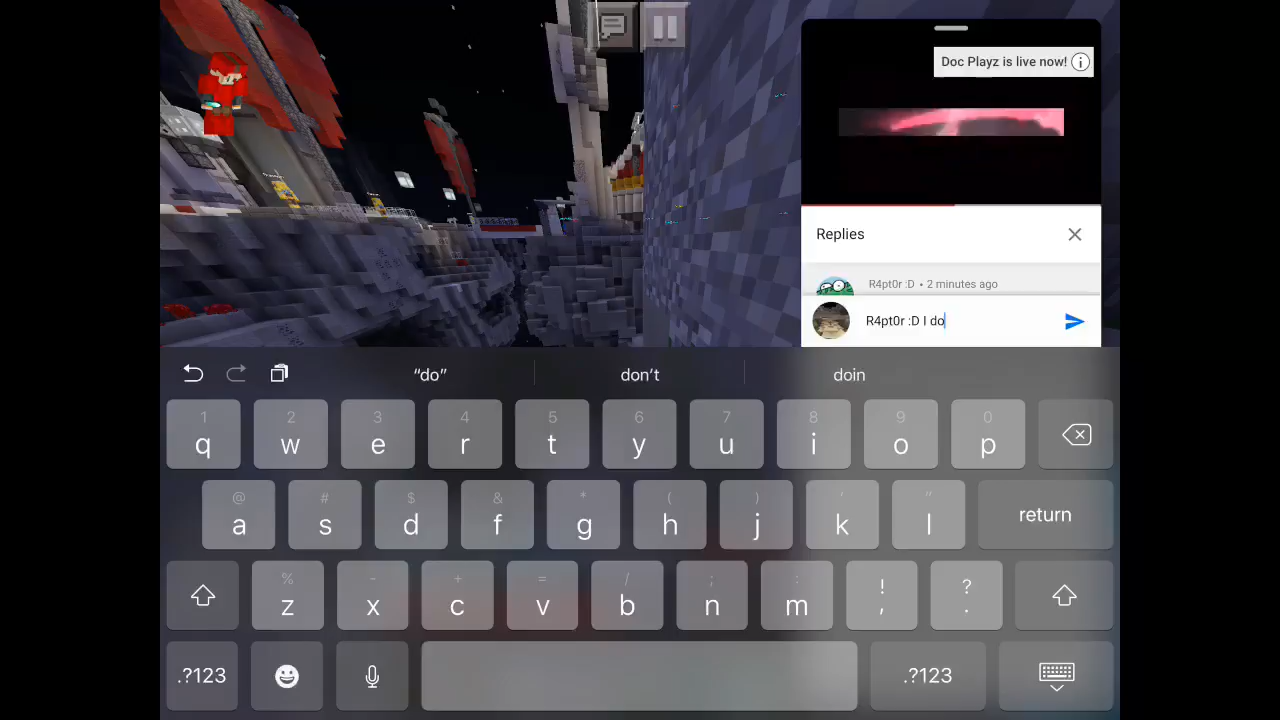 Doc Playz is live now!
Replies
R4pt0r :D • 2 minutes ago
R4pt0r :D I do
“do” don’t doin
1 2 3 4 5 6 7 8 9 0
q w e r t y u i o p
@ # $ & * ( ) ’ ”
a s d f g h j k l return
% - + = / ; : ! ?
z x c v b n m , .
.?123 .?123